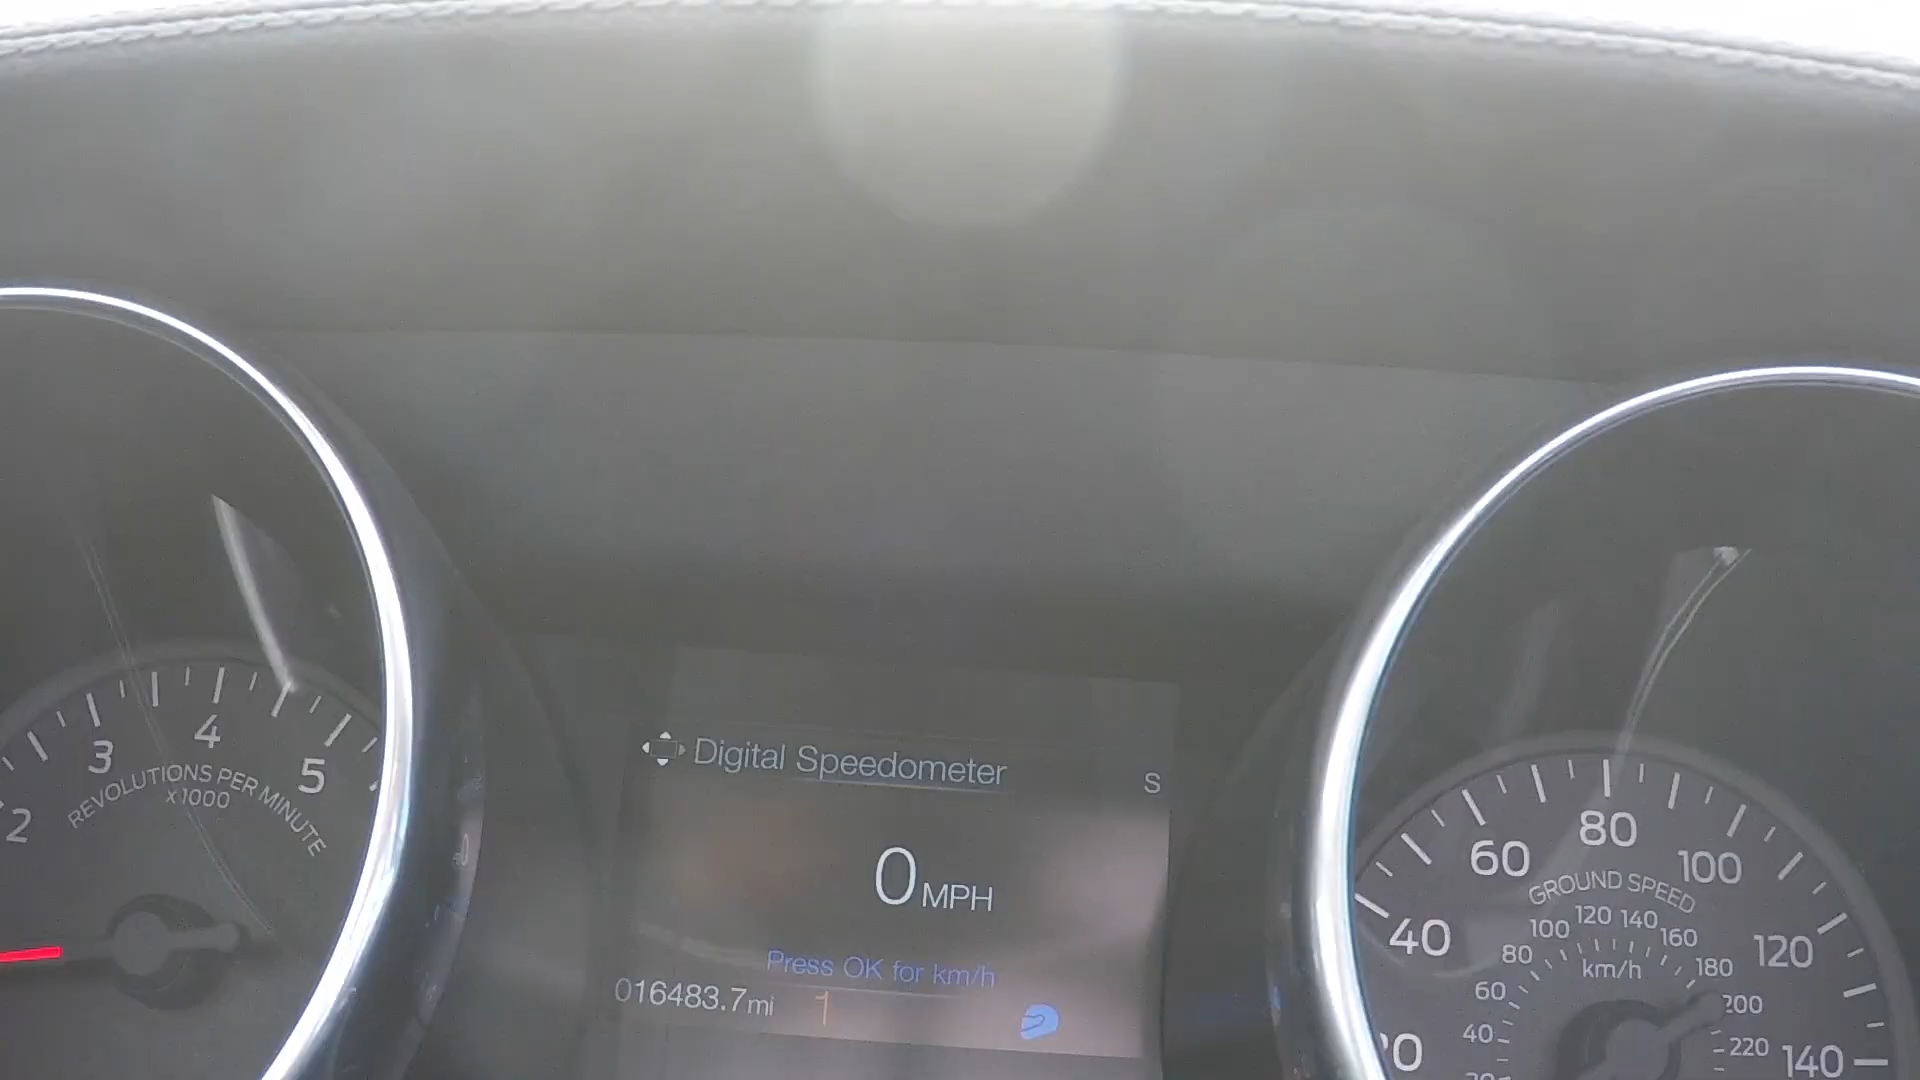 Digital Speedometer
S
0 MPH
Press OK for km/h
016483.7mi
1
2 3 4 5
REVOLUTIONS PER MINUTE
x1000
40 60 80 100 120 140
GROUND SPEED
40 60 80 100 120 140 160 180 200 220
km/h